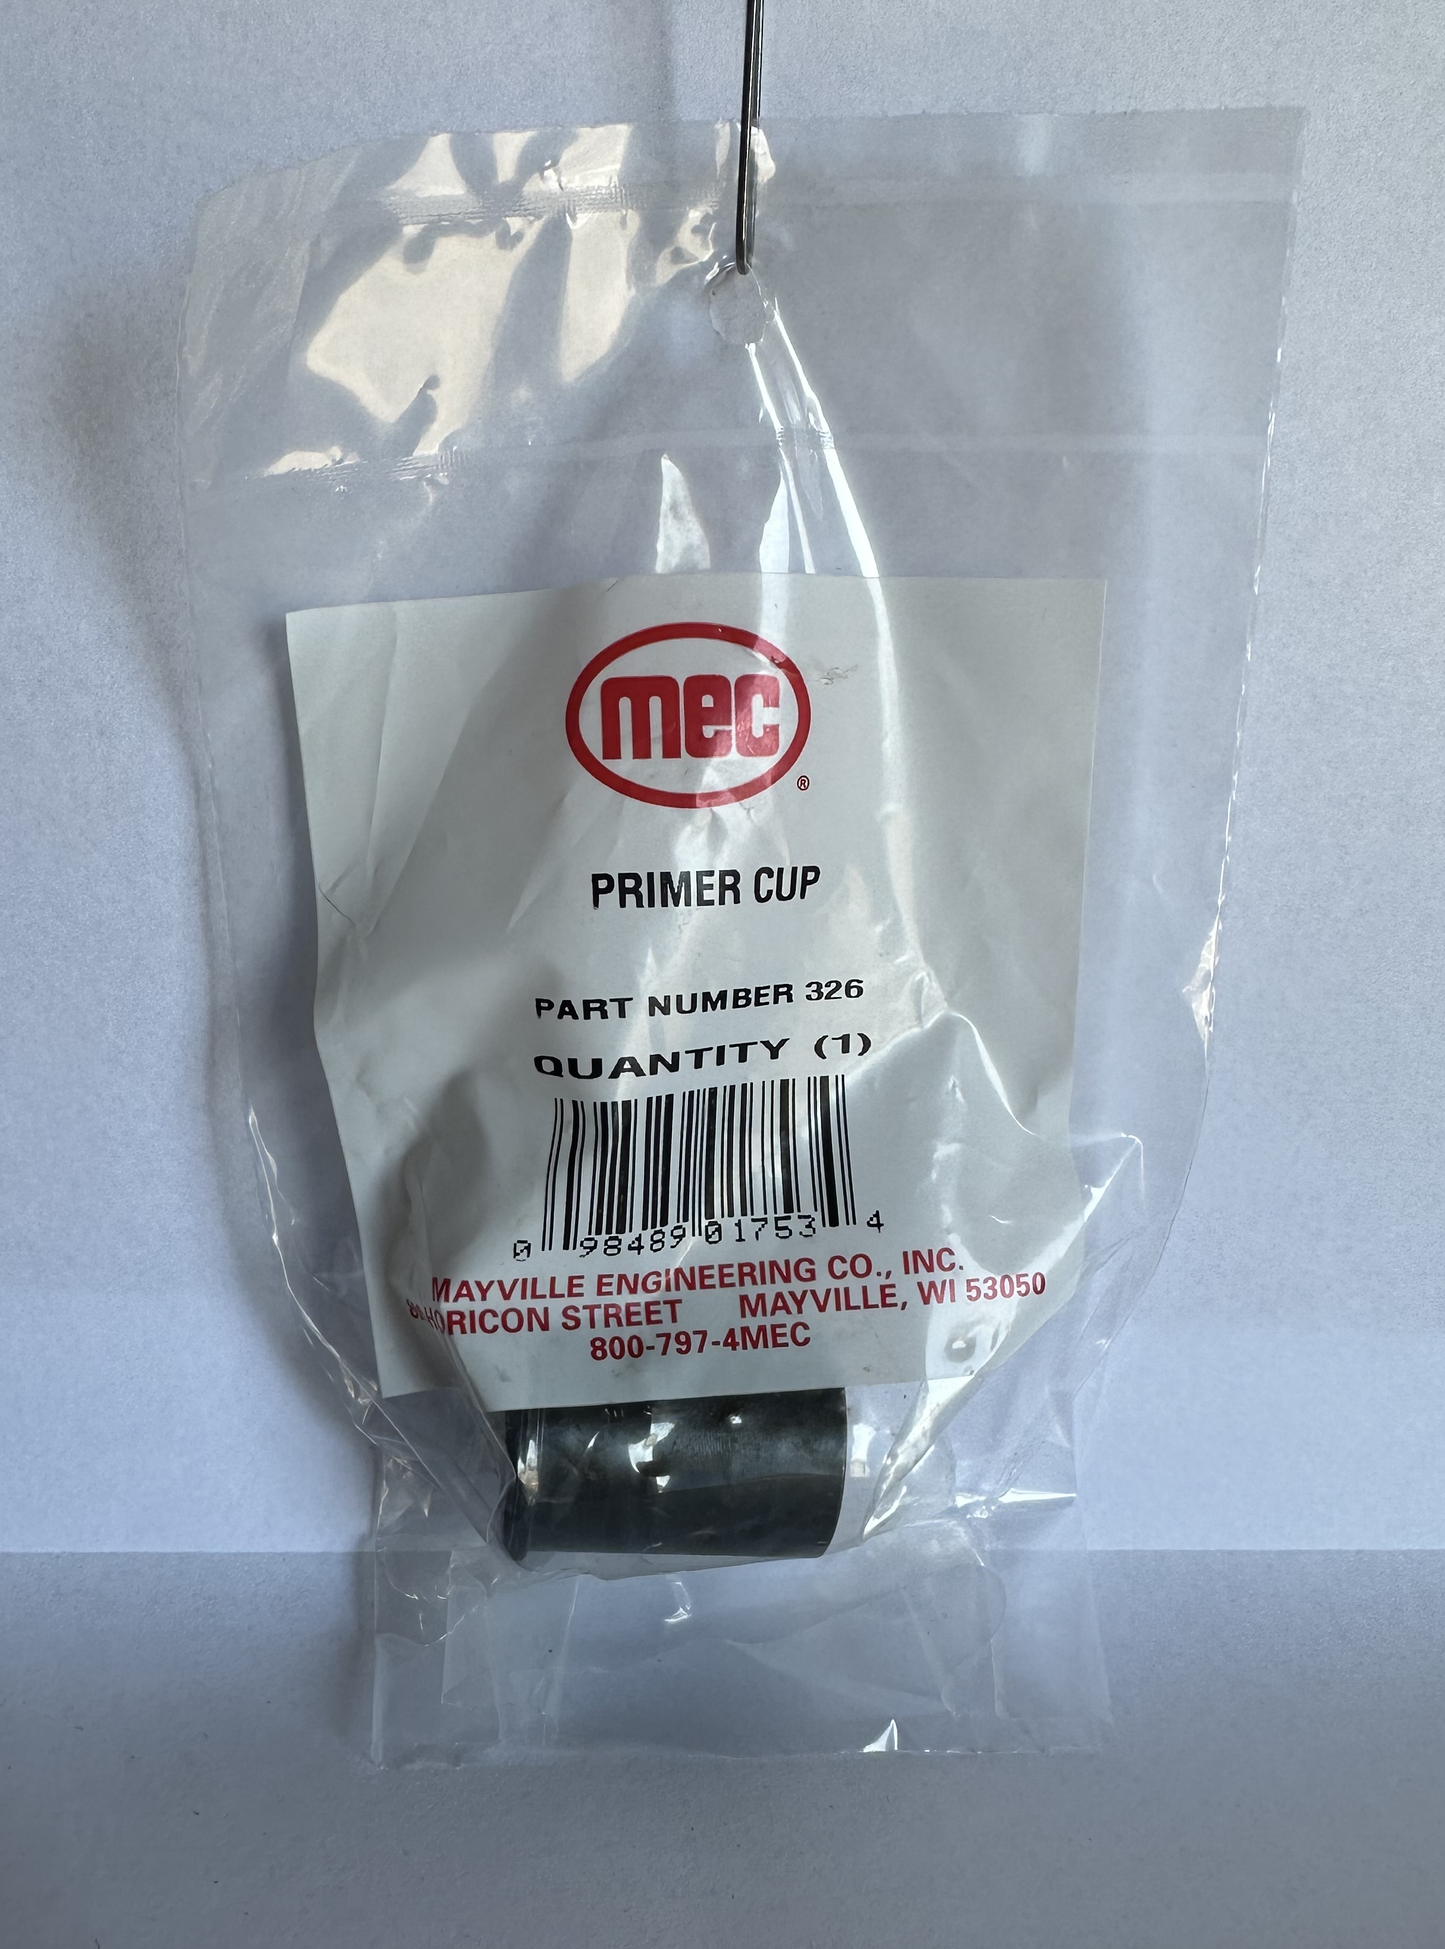 mec
®
PRIMER CUP
PART NUMBER 326
QUANTITY (1)
0 98489 01753 4
MAYVILLE ENGINEERING CO., INC.
HORICON STREET MAYVILLE, WI 53050
800-797-4MEC